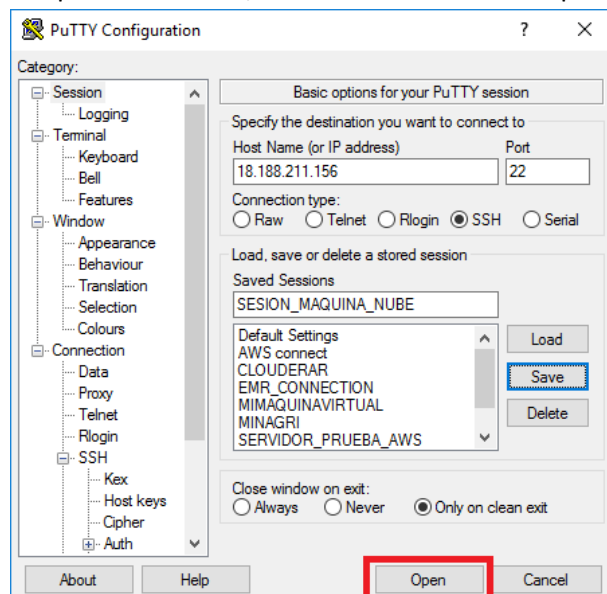 PuTTY Configuration ? ×
Category:
Session
Logging
Terminal
Keyboard
Bell
Features
Window
Appearance
Behaviour
Translation
Selection
Colours
Connection
Data
Proxy
Telnet
Rlogin
SSH
Kex
Host keys
Cipher
Auth
Basic options for your PuTTY session
Specify the destination you want to connect to
Host Name (or IP address) Port
18.188.211.156 22
Connection type:
Raw Telnet Rlogin SSH Serial
Load, save or delete a stored session
Saved Sessions
SESION_MAQUINA_NUBE
Default Settings
AWS connect
CLOUDERAR
EMR_CONNECTION
MIMAQUINAVIRTUAL
MINAGRI
SERVIDOR_PRUEBA_AWS
Load
Save
Delete
Close window on exit:
Always Never Only on clean exit
About Help Open Cancel